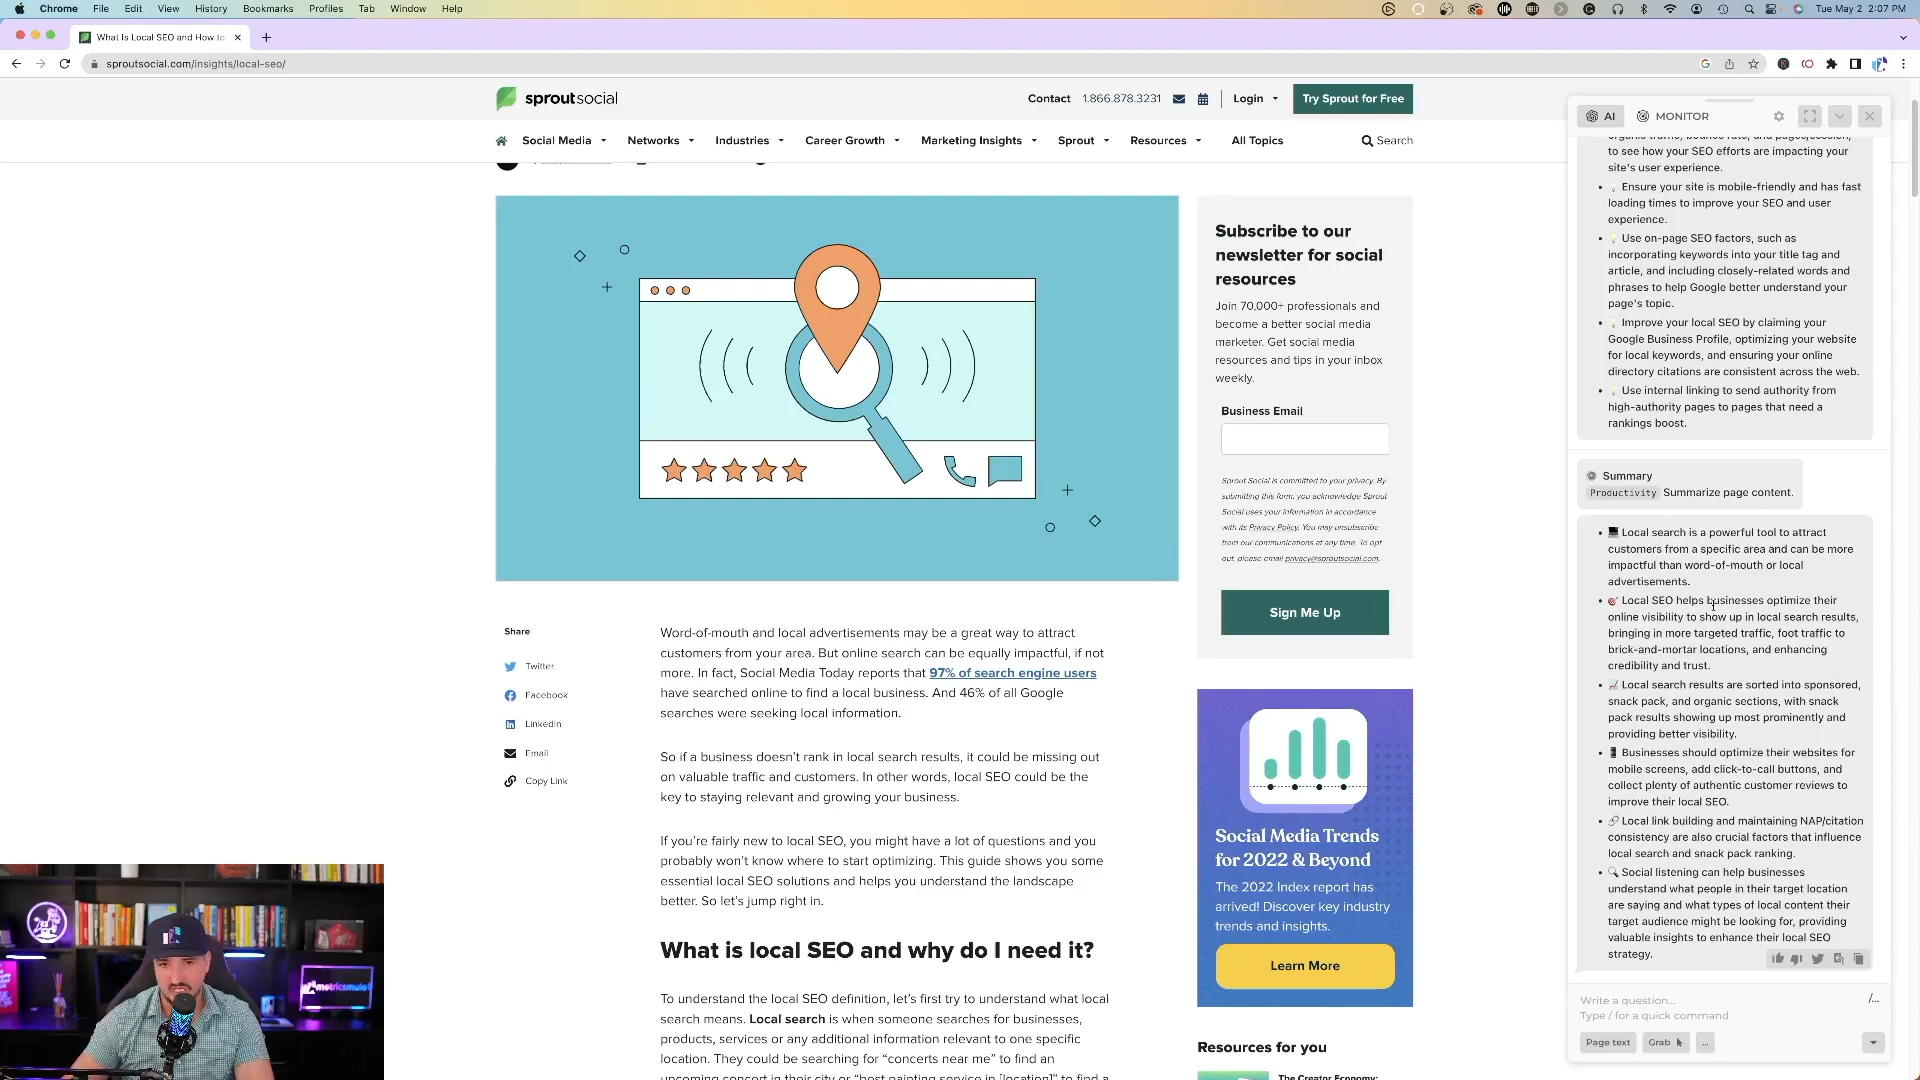 Chrome File Edit View History Bookmarks Profiles Tab Window Help
Tue May 2 2:07 PM
What Is Local SEO and How to
sproutsocial.com/insights/local-seo/
sproutsocial
Contact 1.866.878.3231
Login
Try Sprout for Free
Social Media Networks Industries Career Growth Marketing Insights Sprout Resources All Topics Search
Subscribe to our
newsletter for social
resources
Join 70,000+ professionals and
become a better social media
marketer. Get social media
resources and tips in your inbox
weekly.
Business Email
Sprout Social is committed to your privacy. By
submitting this form, you acknowledge Sprout
Social uses your information in accordance
with its Privacy Policy. You may unsubscribe
from our communications at any time. To opt
out, please email privacy@sproutsocial.com.
Sign Me Up
Share
Twitter
Facebook
LinkedIn
Email
Copy Link
Word-of-mouth and local advertisements may be a great way to attract
customers from your area. But online search can be equally impactful, if not
more. In fact, Social Media Today reports that 97% of search engine users
have searched online to find a local business. And 46% of all Google
searches were seeking local information.
So if a business doesn't rank in local search results, it could be missing out
on valuable traffic and customers. In other words, local SEO could be the
key to staying relevant and growing your business.
If you're fairly new to local SEO, you might have a lot of questions and you
probably won't know where to start optimizing. This guide shows you some
essential local SEO solutions and helps you understand the landscape
better. So let's jump right in.
What is local SEO and why do I need it?
To understand the local SEO definition, let's first try to understand what local
search means. Local search is when someone searches for businesses,
products, services or any additional information relevant to one specific
location. They could be searching for "concerts near me" to find an
upcoming concert in their city or "best painting service in [location]" to find a
Social Media Trends
for 2022 & Beyond
The 2022 Index report has
arrived! Discover key industry
trends and insights.
Learn More
Resources for you
The Creator Economy:
AI MONITOR
organic traffic, bounce rate, and pages/session,
to see how your SEO efforts are impacting your
site's user experience.
Ensure your site is mobile-friendly and has fast
loading times to improve your SEO and user
experience.
Use on-page SEO factors, such as
incorporating keywords into your title tag and
article, and including closely-related words and
phrases to help Google better understand your
page's topic.
Improve your local SEO by claiming your
Google Business Profile, optimizing your website
for local keywords, and ensuring your online
directory citations are consistent across the web.
Use internal linking to send authority from
high-authority pages to pages that need a
rankings boost.
Summary
Productivity Summarize page content.
Local search is a powerful tool to attract
customers from a specific area and can be more
impactful than word-of-mouth or local
advertisements.
Local SEO helps businesses optimize their
online visibility to show up in local search results,
bringing in more targeted traffic, foot traffic to
brick-and-mortar locations, and enhancing
credibility and trust.
Local search results are sorted into sponsored,
snack pack, and organic sections, with snack
pack results showing up most prominently and
providing better visibility.
Businesses should optimize their websites for
mobile screens, add click-to-call buttons, and
collect plenty of authentic customer reviews to
improve their local SEO.
Local link building and maintaining NAP/citation
consistency are also crucial factors that influence
local search and snack pack ranking.
Social listening can help businesses
understand what people in their target location
are saying and what types of local content their
target audience might be looking for, providing
valuable insights to enhance their local SEO
strategy.
Write a question...
Type / for a quick command
/...
Page text Grab ...